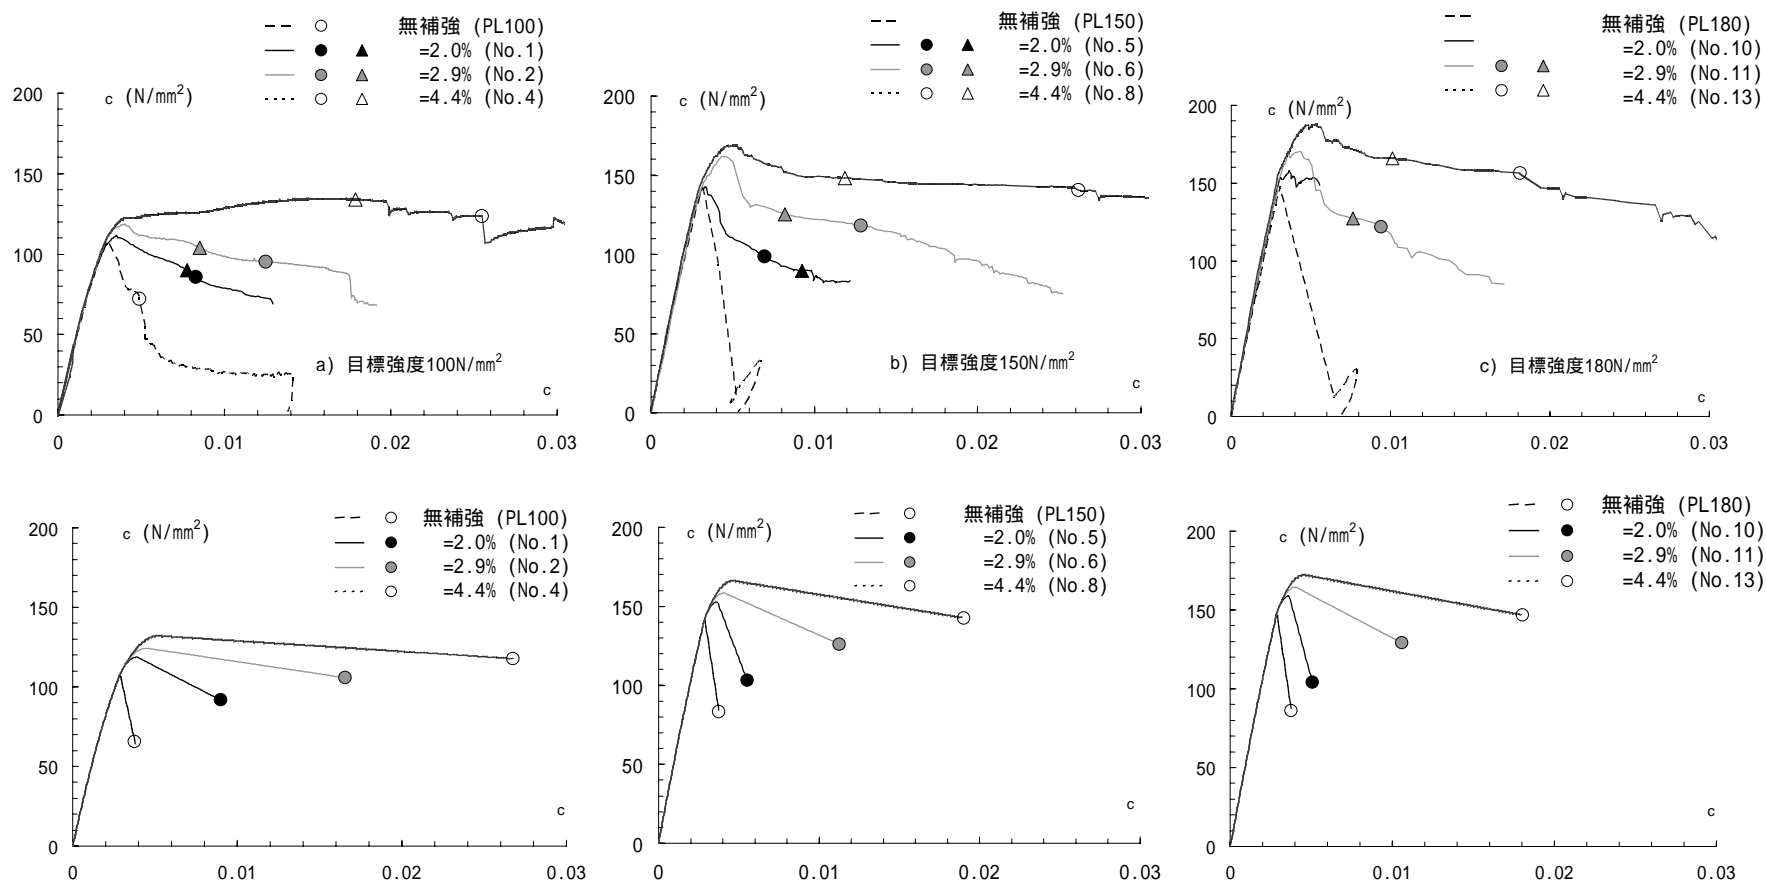 無補強 (PL100)
=2.0% (No.1)
=2.9% (No.2)
=4.4% (No.4)
c (N/mm²)
200
150
100
50
0
0 0.01 0.02 0.03
a) 目標強度100N/mm²
c
無補強 (PL150)
=2.0% (No.5)
=2.9% (No.6)
=4.4% (No.8)
c (N/mm²)
200
150
100
50
0
0 0.01 0.02 0.03
b) 目標強度150N/mm²
c
無補強 (PL180)
=2.0% (No.10)
=2.9% (No.11)
=4.4% (No.13)
c (N/mm²)
200
150
100
50
0
0 0.01 0.02 0.03
c) 目標強度180N/mm²
c
無補強 (PL100)
=2.0% (No.1)
=2.9% (No.2)
=4.4% (No.4)
c (N/mm²)
200
150
100
50
0
0 0.01 0.02 0.03
c
無補強 (PL150)
=2.0% (No.5)
=2.9% (No.6)
=4.4% (No.8)
c (N/mm²)
200
150
100
50
0
0 0.01 0.02 0.03
c
無補強 (PL180)
=2.0% (No.10)
=2.9% (No.11)
=4.4% (No.13)
c (N/mm²)
200
150
100
50
0
0 0.01 0.02 0.03
c